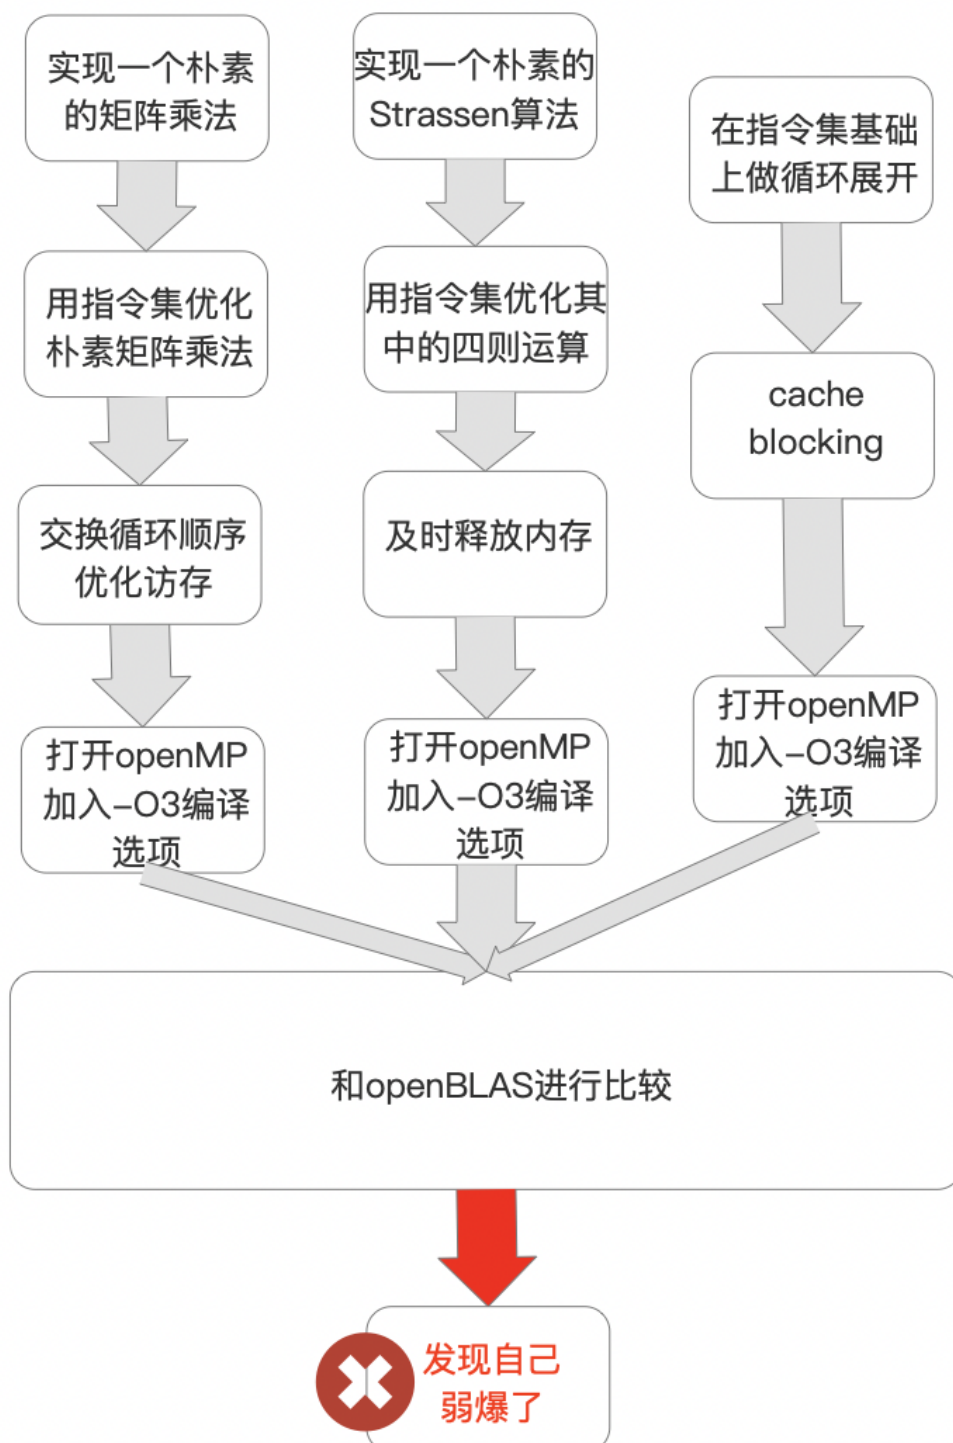 实现一个朴素
的矩阵乘法
用指令集优化
朴素矩阵乘法
交换循环顺序
优化访存
打开openMP
加入-O3编译
选项
实现一个朴素的
Strassen算法
用指令集优化其
中的四则运算
及时释放内存
打开openMP
加入-O3编译
选项
在指令集基础
上做循环展开
cache
blocking
打开openMP
加入-O3编译
选项
和openBLAS进行比较
发现自己
弱爆了